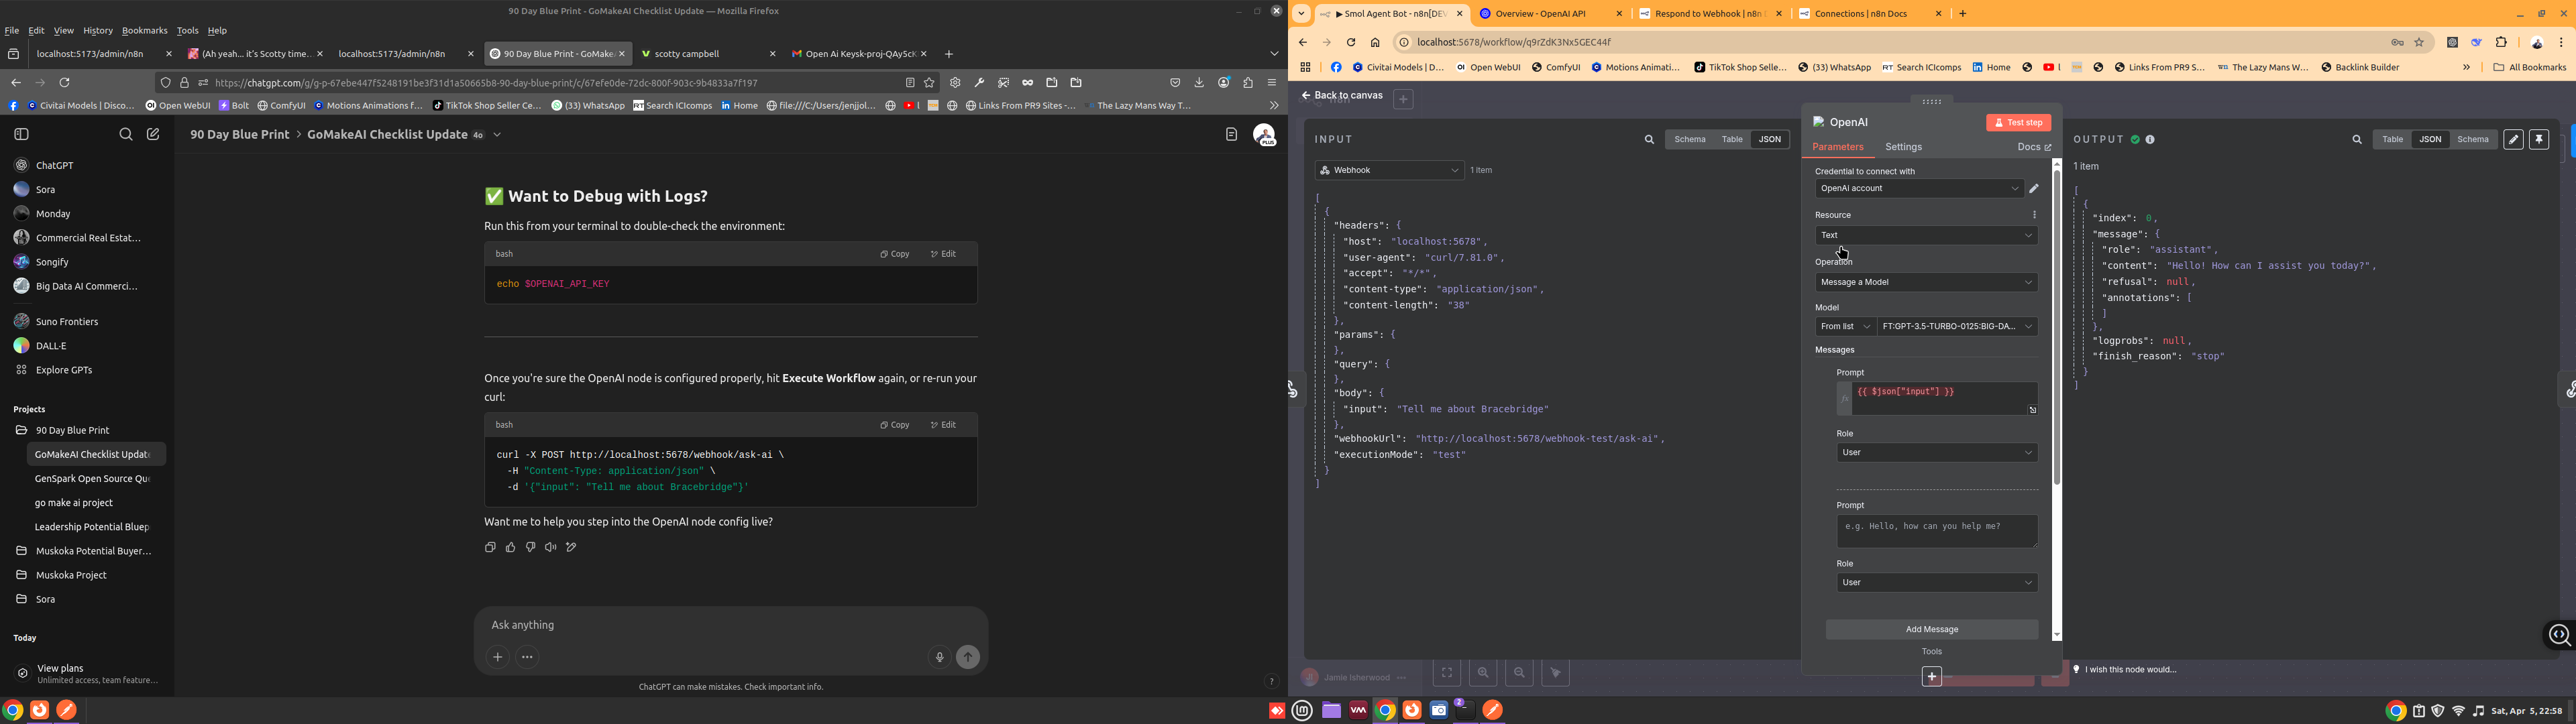 90 Day Blue Print - GoMakeAI Checklist Update — Mozilla Firefox
File Edit View History Bookmarks Tools Help
localhost:5173/admin/n8n
(Ah yeah… it's Scotty time.
localhost:5173/admin/n8n
90 Day Blue Print - GoMake
scotty campbell
Open Ai Keysk-proj-QAy5cK
https://chatgpt.com/g/g-p-67ebe447f5248191be3f31d1a50665b8-90-day-blue-print/c/67efe0de-72dc-800f-903c-9b4833a7f197
Civitai Models | Disco…
Open WebUI
Bolt
ComfyUI
Motions Animations f…
TikTok Shop Seller Ce…
(33) WhatsApp
Search ICIcomps
Home
file:///C:/Users/jenjjol…
Links From PR9 Sites -…
The Lazy Mans Way T…
90 Day Blue Print > GoMakeAI Checklist Update 4o
PLUS
ChatGPT
Sora
Monday
Commercial Real Estat…
Songify
Big Data AI Commerci…
Suno Frontiers
DALL·E
Explore GPTs
Projects
90 Day Blue Print
GoMakeAI Checklist Updat
GenSpark Open Source Qu
go make ai project
Leadership Potential Bluep
Muskoka Potential Buyer…
Muskoka Project
Sora
Today
View plans
Unlimited access, team feature…
✅ Want to Debug with Logs?
Run this from your terminal to double-check the environment:
bash
Copy
Edit
echo $OPENAI_API_KEY
Once you're sure the OpenAI node is configured properly, hit Execute Workflow again, or re-run your
curl:
bash
Copy
Edit
curl -X POST http://localhost:5678/webhook/ask-ai \
-H "Content-Type: application/json" \
-d '{"input": "Tell me about Bracebridge"}'
Want me to help you step into the OpenAI node config live?
Ask anything
ChatGPT can make mistakes. Check important info.
?
▶ Smol Agent Bot - n8n[DEV
Overview - OpenAI API
Respond to Webhook | n8n
Connections | n8n Docs
localhost:5678/workflow/q9rZdK3Nx5GEC44f
Civitai Models | D…
Open WebUI
ComfyUI
Motions Animati…
TikTok Shop Selle…
(33) WhatsApp
Search ICIcomps
Home
Links From PR9 S…
The Lazy Mans W…
Backlink Builder
All Bookmarks
Back to canvas
INPUT
Schema Table JSON
Webhook
1 item
[
{
"headers": {
"host": "localhost:5678",
"user-agent": "curl/7.81.0",
"accept": "*/*",
"content-type": "application/json",
"content-length": "38"
},
"params": {
},
"query": {
},
"body": {
"input": "Tell me about Bracebridge"
},
"webhookUrl": "http://localhost:5678/webhook-test/ask-ai",
"executionMode": "test"
}
]
Jamie Isherwood
OpenAI
Test step
Parameters
Settings
Docs
Credential to connect with
OpenAi account
Resource
Text
Operation
Message a Model
Model
From list
FT:GPT-3.5-TURBO-0125:BIG-DA…
Messages
Prompt
fx
{{ $json["input"] }}
Role
User
Prompt
e.g. Hello, how can you help me?
Role
User
Add Message
Tools
OUTPUT
Table JSON Schema
1 item
[
{
"index": 0,
"message": {
"role": "assistant",
"content": "Hello! How can I assist you today?",
"refusal": null,
"annotations": [
]
},
"logprobs": null,
"finish_reason": "stop"
}
]
I wish this node would…
2
Sat, Apr 5, 22:58